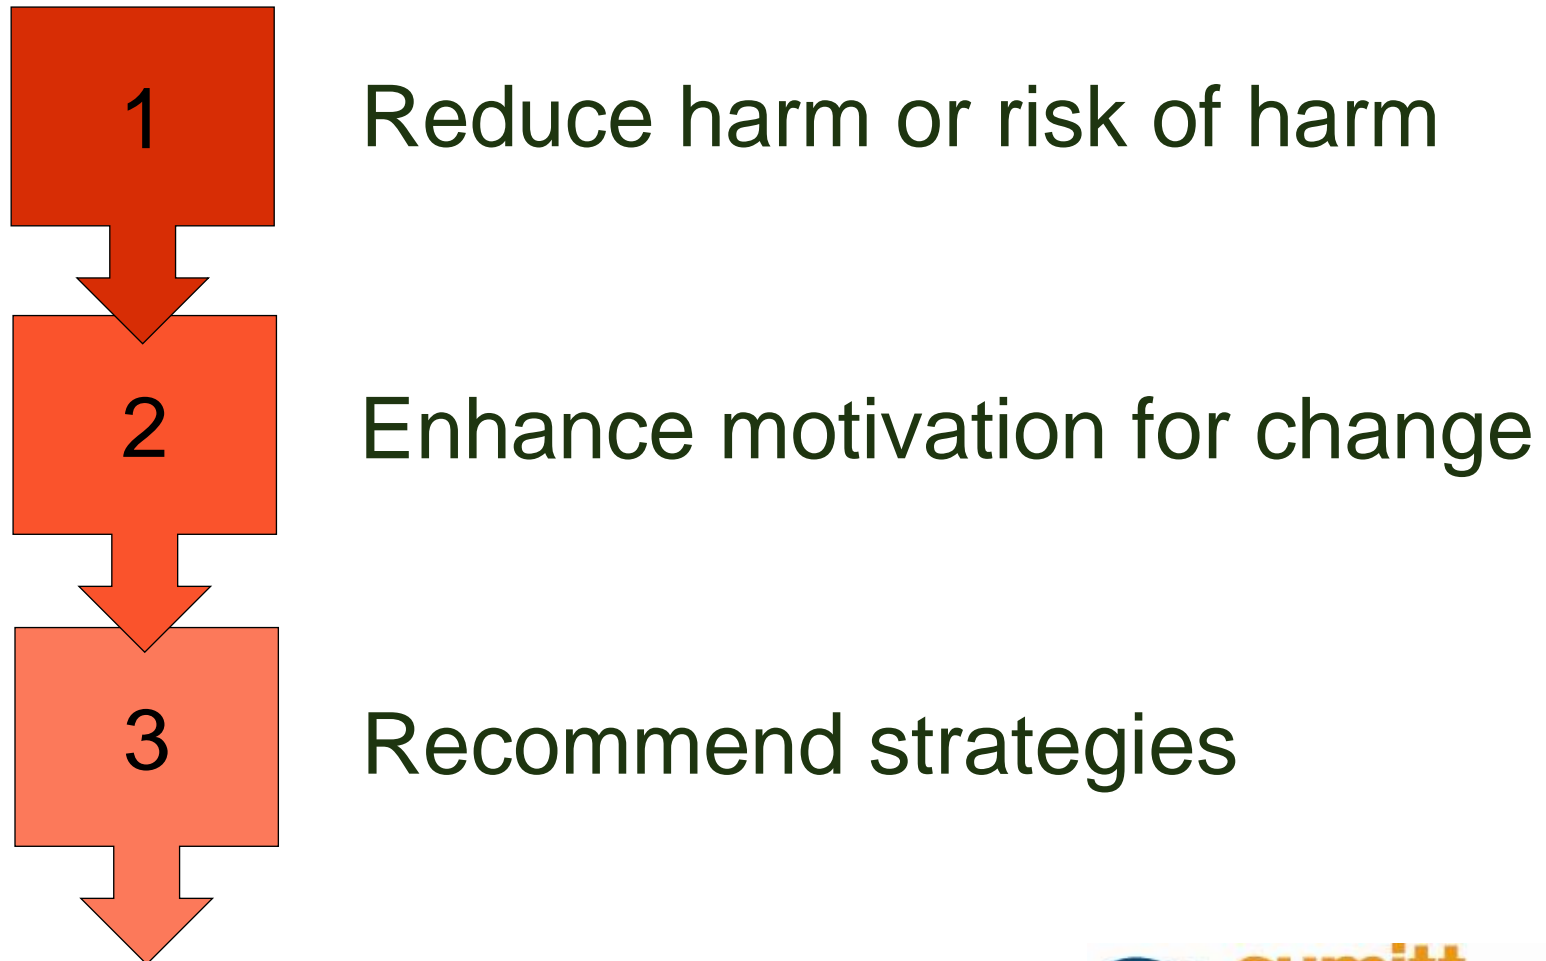 1
Reduce harm or risk of harm
2
Enhance motivation for change
3
Recommend strategies